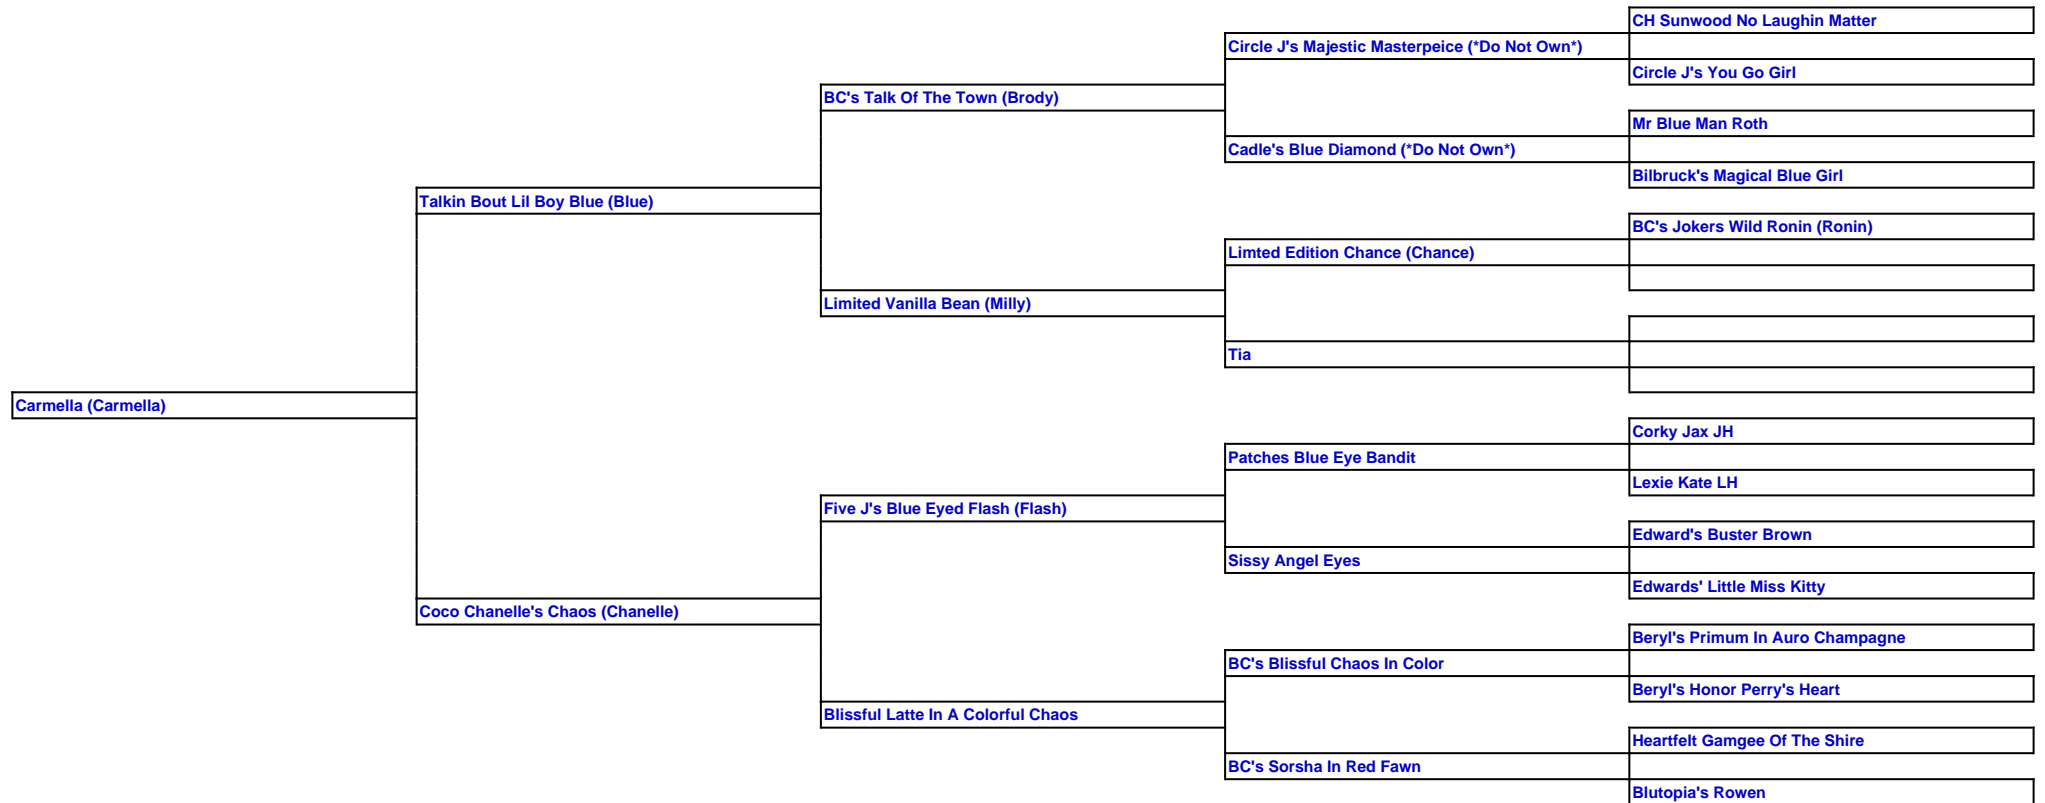 CH Sunwood No Laughin Matter
Circle J's Majestic Masterpeice (*Do Not Own*)
Circle J's You Go Girl
BC's Talk Of The Town (Brody)
Mr Blue Man Roth
Cadle's Blue Diamond (*Do Not Own*)
Bilbruck's Magical Blue Girl
Talkin Bout Lil Boy Blue (Blue)
BC's Jokers Wild Ronin (Ronin)
Limted Edition Chance (Chance)
Limited Vanilla Bean (Milly)
Tia
Carmella (Carmella)
Corky Jax JH
Patches Blue Eye Bandit
Lexie Kate LH
Five J's Blue Eyed Flash (Flash)
Edward's Buster Brown
Sissy Angel Eyes
Edwards' Little Miss Kitty
Coco Chanelle's Chaos (Chanelle)
Beryl's Primum In Auro Champagne
BC's Blissful Chaos In Color
Beryl's Honor Perry's Heart
Blissful Latte In A Colorful Chaos
Heartfelt Gamgee Of The Shire
BC's Sorsha In Red Fawn
Blutopia's Rowen